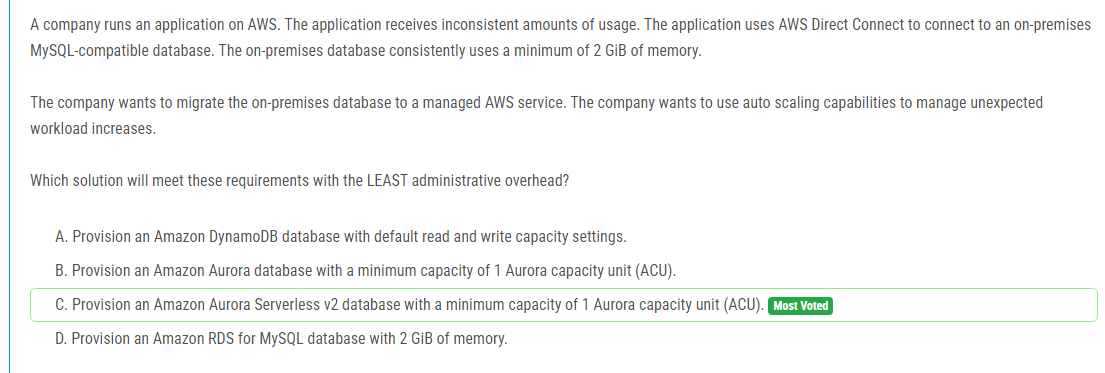 A company runs an application on AWS. The application receives inconsistent amounts of usage. The application uses AWS Direct Connect to connect to an on-premises
MySQL-compatible database. The on-premises database consistently uses a minimum of 2 GiB of memory.
The company wants to migrate the on-premises database to a managed AWS service. The company wants to use auto scaling capabilities to manage unexpected
workload increases.
Which solution will meet these requirements with the LEAST administrative overhead?
A. Provision an Amazon DynamoDB database with default read and write capacity settings.
B. Provision an Amazon Aurora database with a minimum capacity of 1 Aurora capacity unit (ACU).
C. Provision an Amazon Aurora Serverless v2 database with a minimum capacity of 1 Aurora capacity unit (ACU). Most Voted
D. Provision an Amazon RDS for MySQL database with 2 GiB of memory.